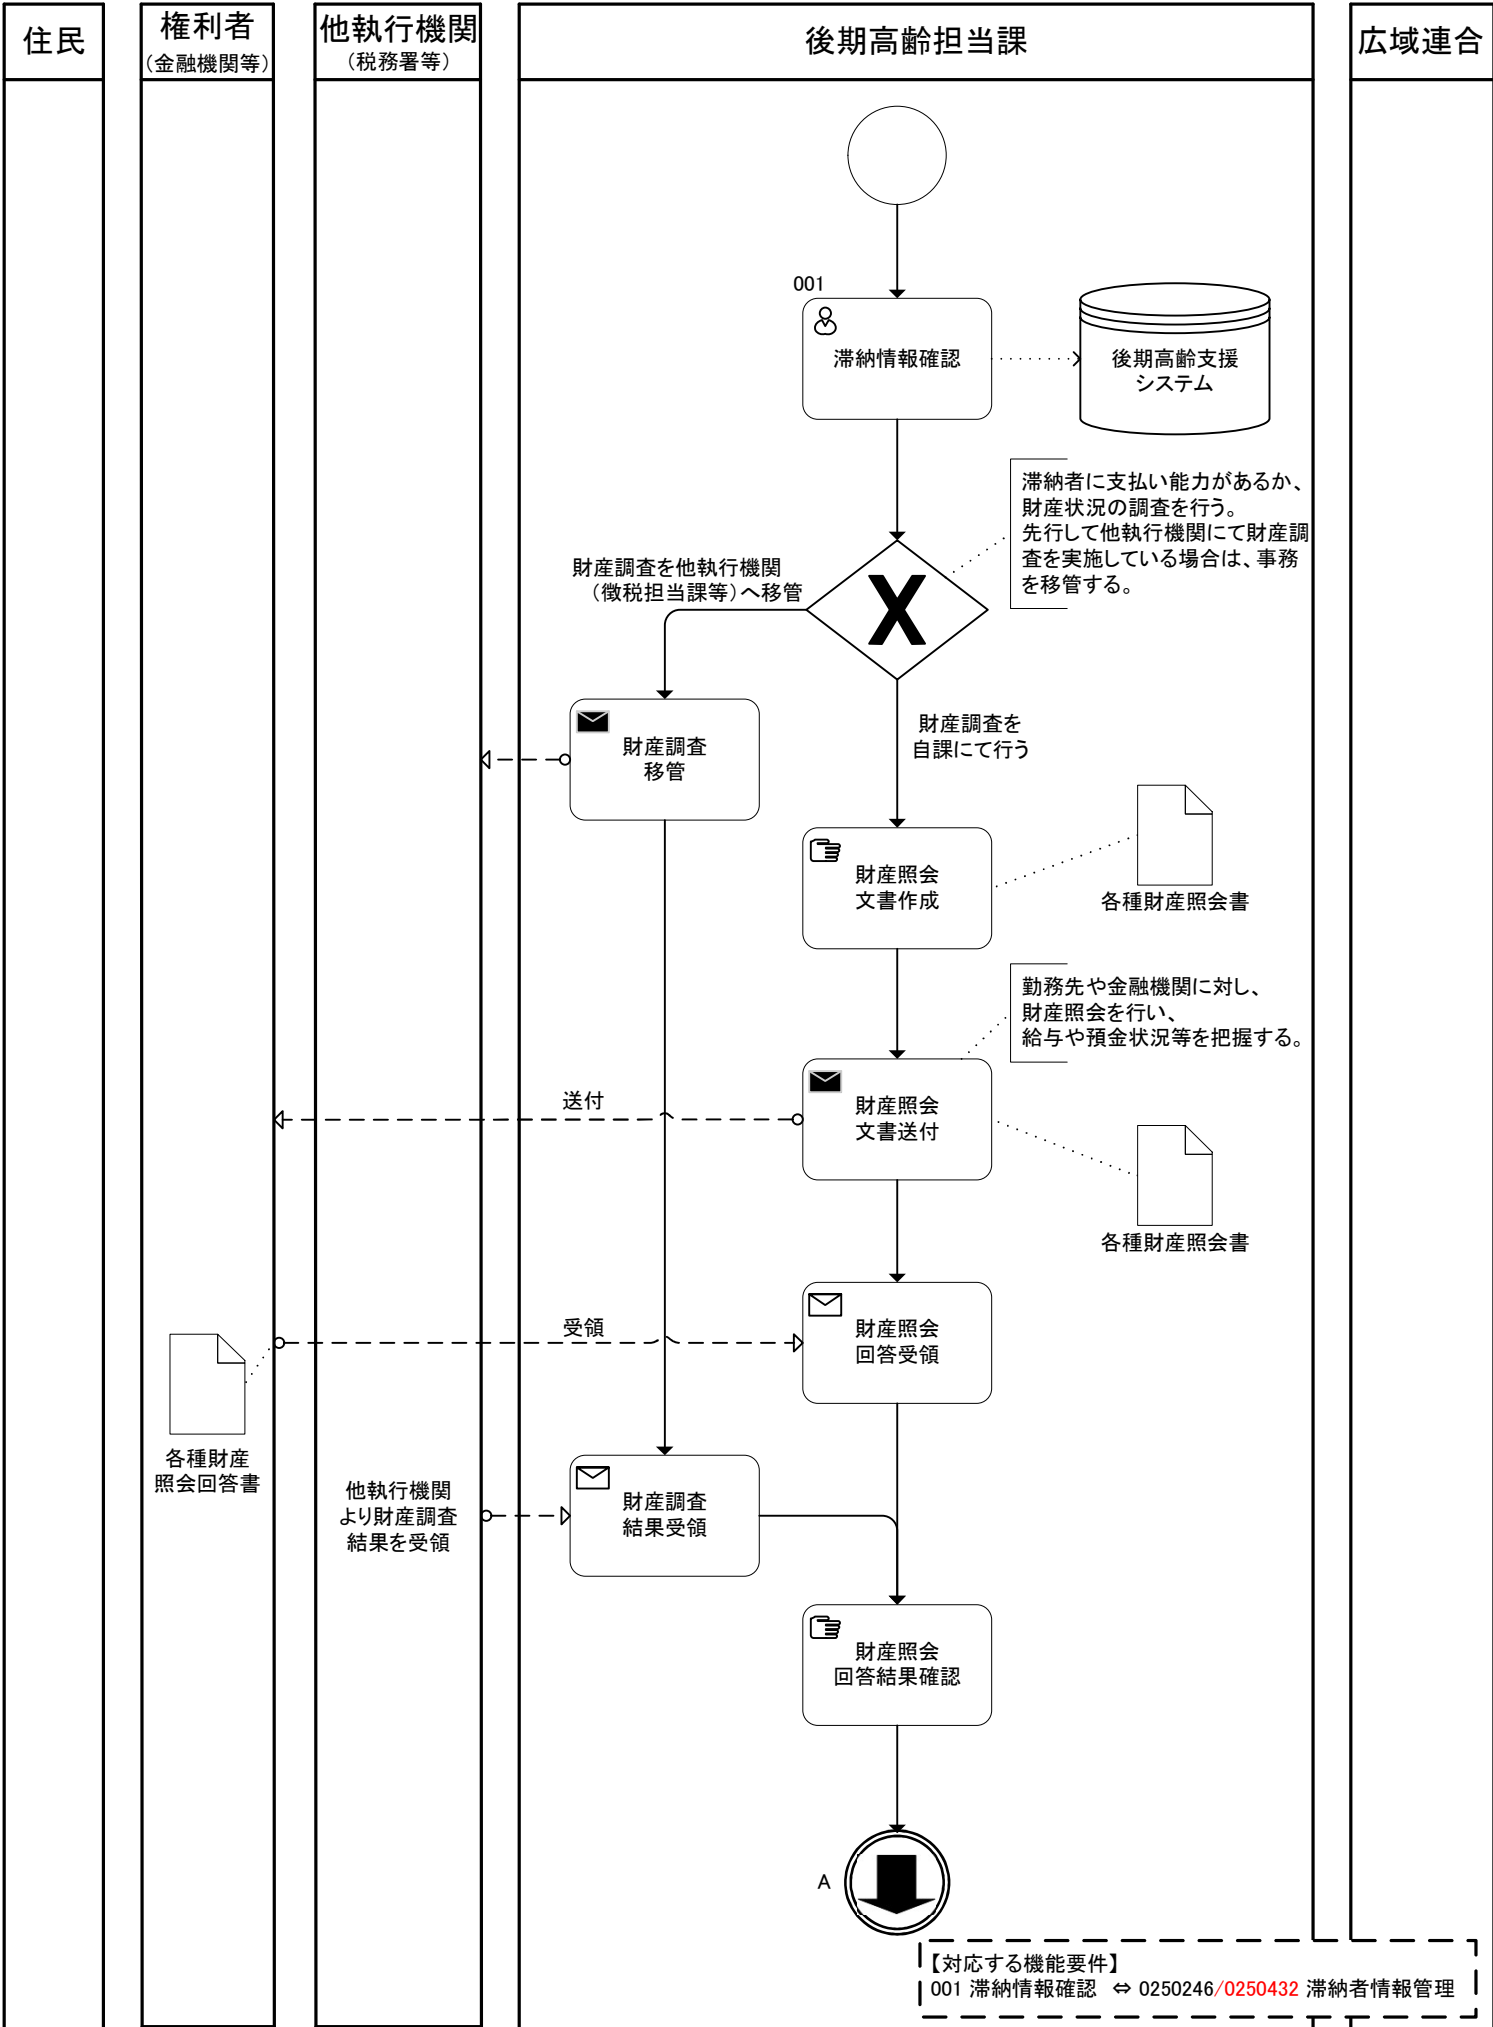 住民
権利者
（金融機関等）
他執行機関
（税務署等）
後期高齢担当課
広域連合
001
滞納情報確認
後期高齢支援
システム
滞納者に支払い能力があるか、
財産状況の調査を行う。
先行して他執行機関にて財産調
査を実施している場合は、事務
を移管する。
財産調査を他執行機関
（徴税担当課等）へ移管
X
財産調査
移管
財産調査を
自課にて行う
財産照会
文書作成
各種財産照会書
勤務先や金融機関に対し、
財産照会を行い、
給与や預金状況等を把握する。
送付
財産照会
文書送付
各種財産照会書
受領
財産照会
回答受領
各種財産
照会回答書
他執行機関
より財産調査
結果を受領
財産調査
結果受領
財産照会
回答結果確認
A
【対応する機能要件】
001 滞納情報確認 ⇔ 0250246/0250432 滞納者情報管理